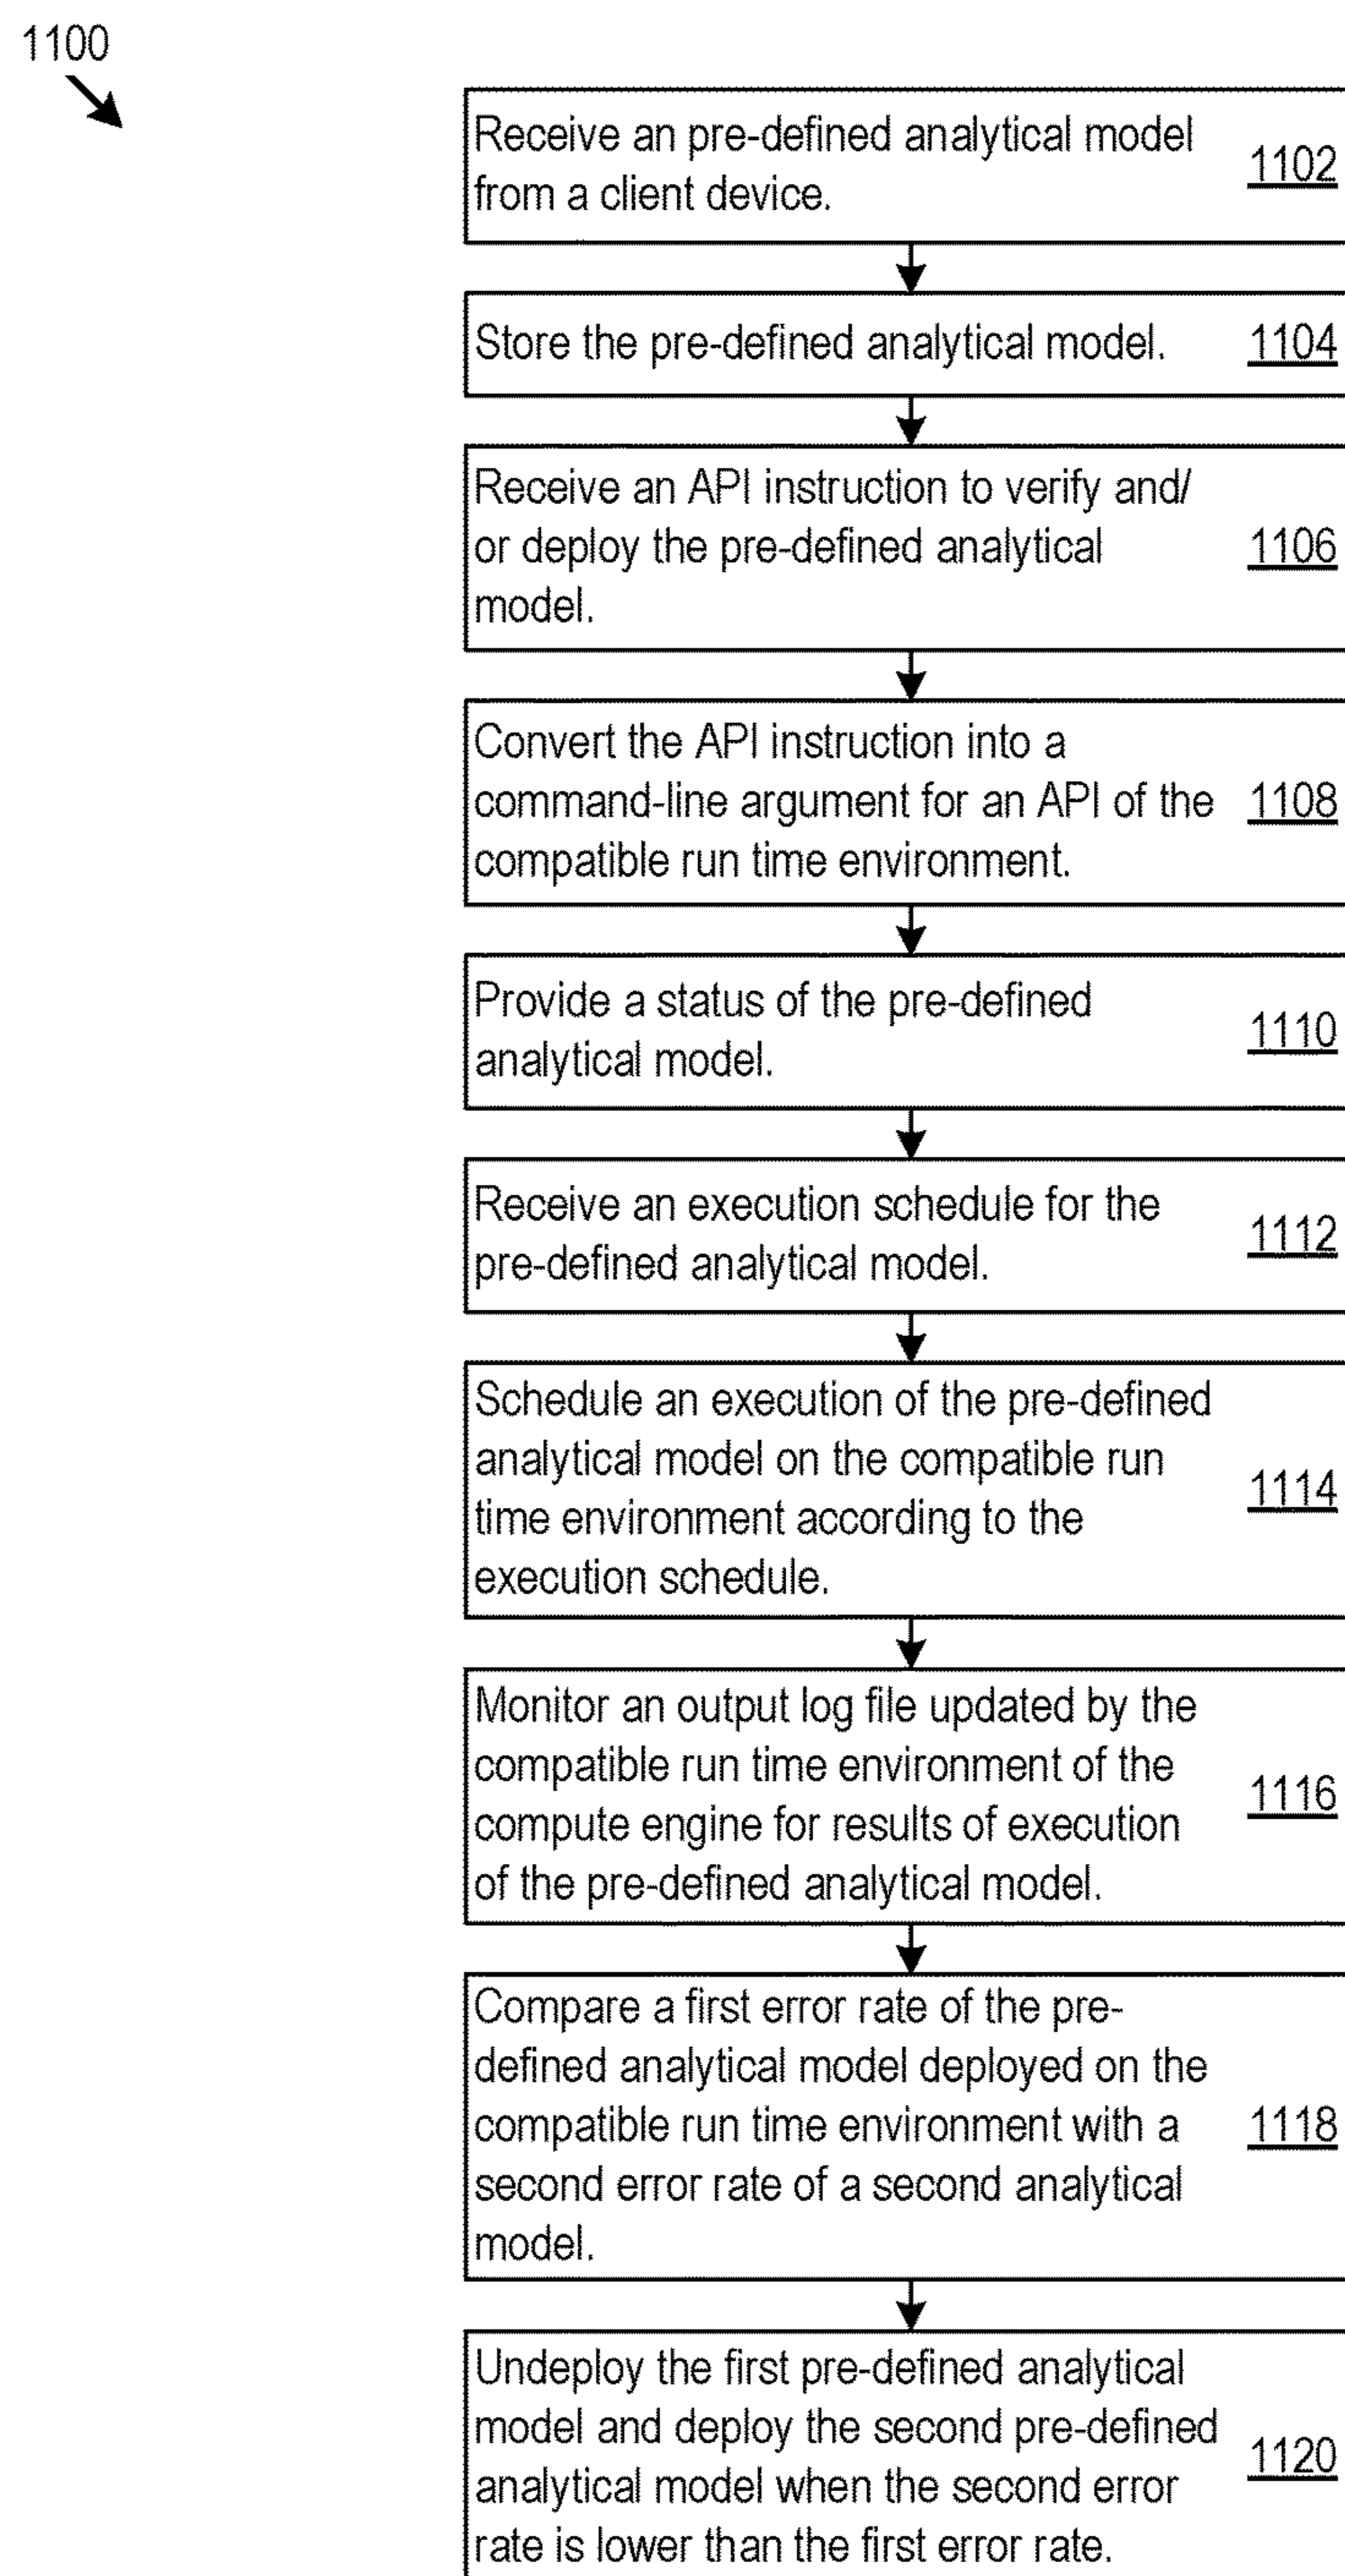 1100
Receive an pre-defined analytical model
from a client device.
1102
Store the pre-defined analytical model.
1104
Receive an API instruction to verify and/
or deploy the pre-defined analytical
model.
1106
Convert the API instruction into a
command-line argument for an API of the
compatible run time environment.
1108
Provide a status of the pre-defined
analytical model.
1110
Receive an execution schedule for the
pre-defined analytical model.
1112
Schedule an execution of the pre-defined
analytical model on the compatible run
time environment according to the
execution schedule.
1114
Monitor an output log file updated by the
compatible run time environment of the
compute engine for results of execution
of the pre-defined analytical model.
1116
Compare a first error rate of the pre-
defined analytical model deployed on the
compatible run time environment with a
second error rate of a second analytical
model.
1118
Undeploy the first pre-defined analytical
model and deploy the second pre-defined
analytical model when the second error
rate is lower than the first error rate.
1120